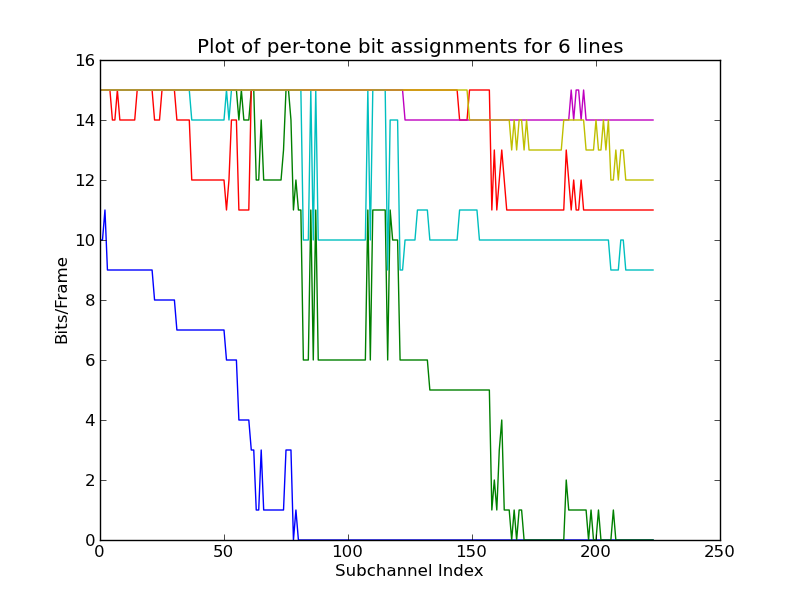 Plot of per-tone bit assignments for 6 lines
16
14
12
10
8
6
4
2
0
Bits/Frame
0 50 100 150 200 250
Subchannel Index